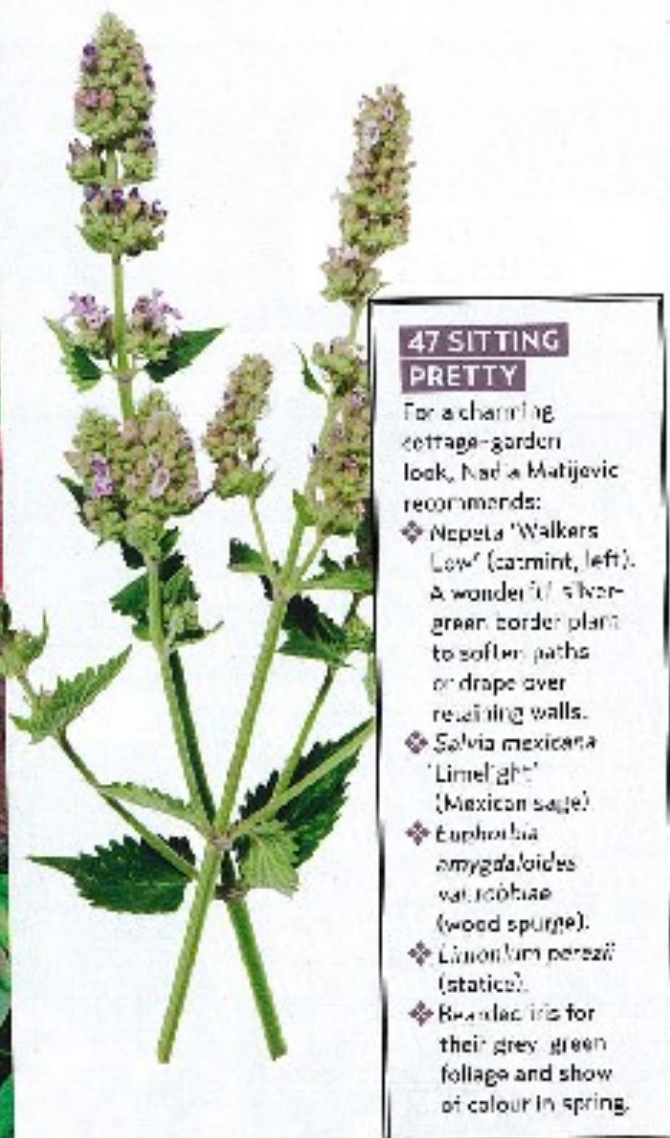 47 SITTING
PRETTY
For a charming
cottage-garden
look, Nadia Matijevic
recommends:
❖ Nepeta 'Walkers
Low' (catmint, left).
A wonderful silver-
green border plant
to soften paths
or drape over
retaining walls.
❖ Salvia mexicana
'Limelight'
(Mexican sage).
❖ Euphorbia
amygdaloides
var. robbiae
(wood spurge).
❖ Limonium perezii
(statice).
❖ Bearded iris for
their grey-green
foliage and show
of colour in spring.